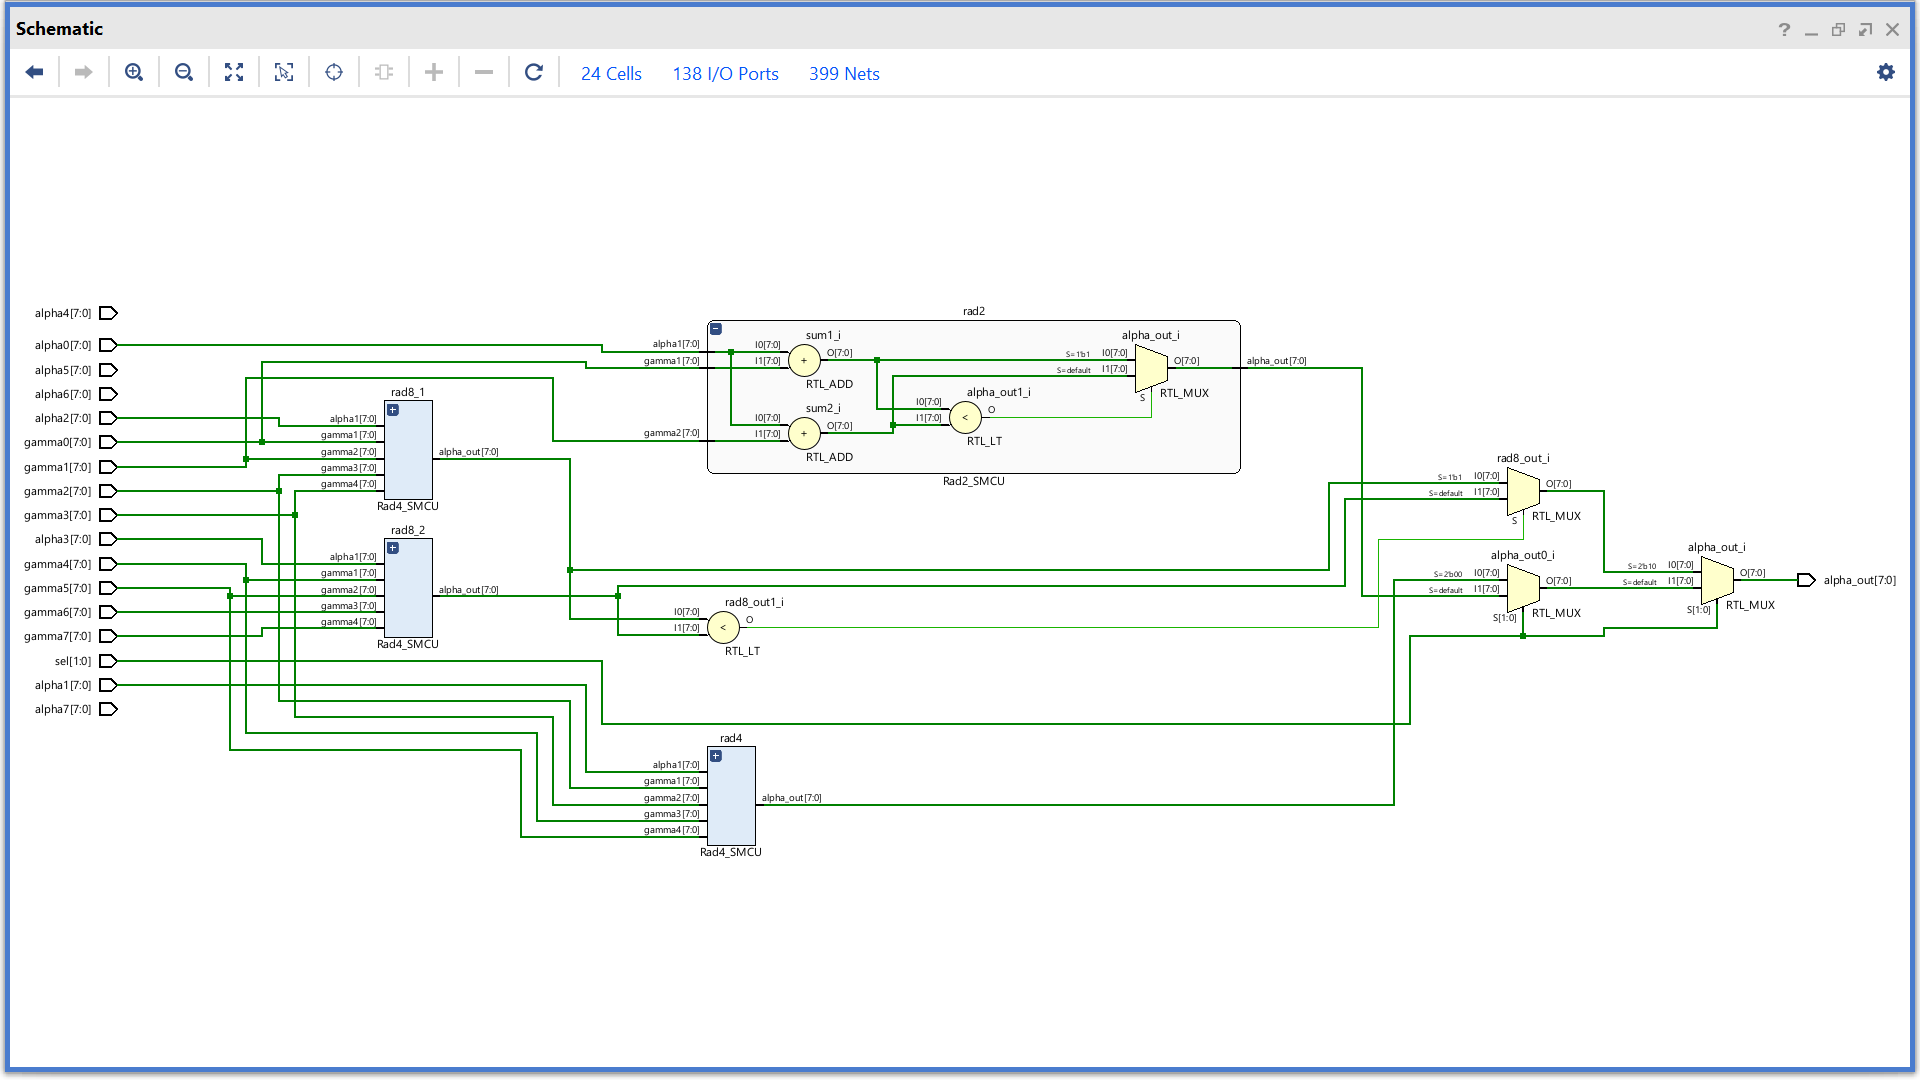 Schematic
24 Cells 138 I/O Ports 399 Nets
alpha4[7:0]
alpha0[7:0]
alpha5[7:0]
alpha6[7:0]
alpha2[7:0]
gamma0[7:0]
gamma1[7:0]
gamma2[7:0]
gamma3[7:0]
alpha3[7:0]
gamma4[7:0]
gamma5[7:0]
gamma6[7:0]
gamma7[7:0]
sel[1:0]
alpha1[7:0]
alpha7[7:0]
rad8_1
+
alpha1[7:0]
gamma1[7:0]
gamma2[7:0]
gamma3[7:0]
gamma4[7:0]
alpha_out[7:0]
Rad4_SMCU
rad8_2
+
alpha1[7:0]
gamma1[7:0]
gamma2[7:0]
gamma3[7:0]
gamma4[7:0]
alpha_out[7:0]
Rad4_SMCU
rad2
alpha1[7:0]
gamma1[7:0]
gamma2[7:0]
sum1_i
I0[7:0]
I1[7:0]
+
O[7:0]
RTL_ADD
sum2_i
I0[7:0]
I1[7:0]
+
O[7:0]
RTL_ADD
alpha_out1_i
I0[7:0]
I1[7:0]
<
O
RTL_LT
alpha_out_i
S=1'b1 I0[7:0]
S=default I1[7:0]
O[7:0]
S
RTL_MUX
alpha_out[7:0]
Rad2_SMCU
rad8_out1_i
I0[7:0]
I1[7:0]
<
O
RTL_LT
rad4
+
alpha1[7:0]
gamma1[7:0]
gamma2[7:0]
gamma3[7:0]
gamma4[7:0]
alpha_out[7:0]
Rad4_SMCU
rad8_out_i
S=1'b1 I0[7:0]
S=default I1[7:0]
O[7:0]
S
RTL_MUX
alpha_out0_i
S=2'b00 I0[7:0]
S=default I1[7:0]
O[7:0]
S[1:0]
RTL_MUX
alpha_out_i
S=2'b10 I0[7:0]
S=default I1[7:0]
O[7:0]
S[1:0]
RTL_MUX
alpha_out[7:0]